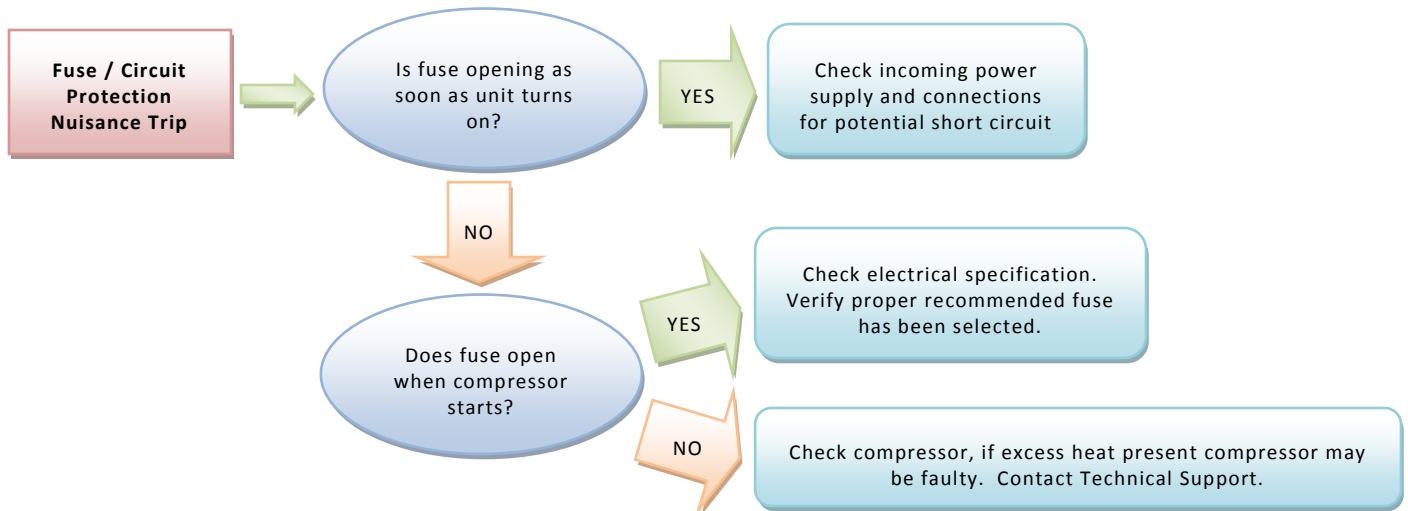 Fuse / Circuit
Protection
Nuisance Trip
Is fuse opening as
soon as unit turns
on?
YES
Check incoming power
supply and connections
for potential short circuit
NO
Does fuse open
when compressor
starts?
YES
Check electrical specification.
Verify proper recommended fuse
has been selected.
NO
Check compressor, if excess heat present compressor may
be faulty.  Contact Technical Support.